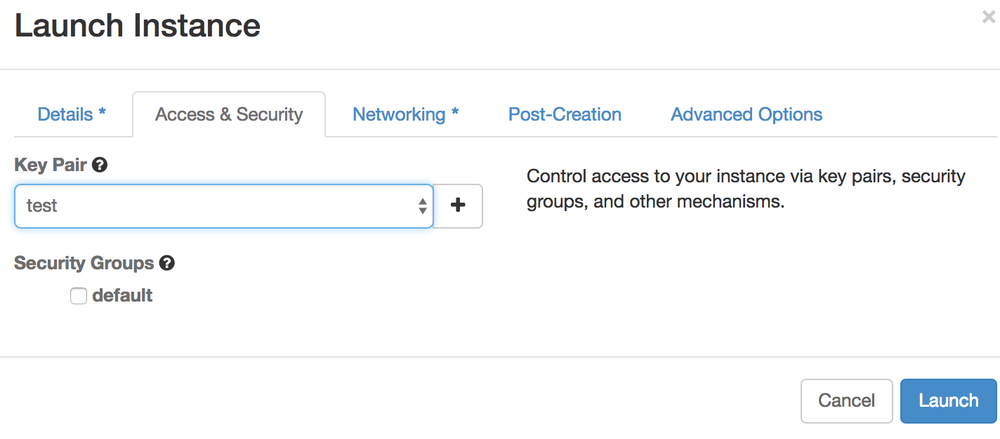 Launch Instance
×
Details * Access & Security Networking * Post-Creation Advanced Options
Key Pair ?
Control access to your instance via key pairs, security
groups, and other mechanisms.
test
+
Security Groups ?
default
Cancel Launch